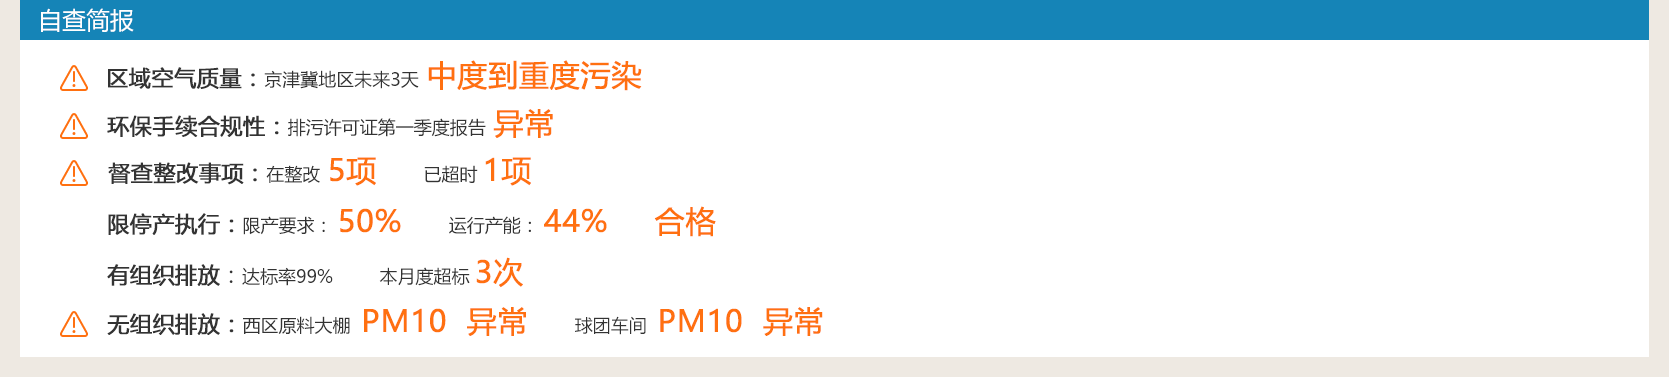 自查简报
区域空气质量：京津冀地区未来3天 中度到重度污染
环保手续合规性：排污许可证第一季度报告 异常
督查整改事项：在整改 5项 已超时 1项
限停产执行：限产要求： 50% 运行产能： 44% 合格
有组织排放：达标率99% 本月度超标 3次
无组织排放：西区原料大棚 PM10 异常 球团车间 PM10 异常